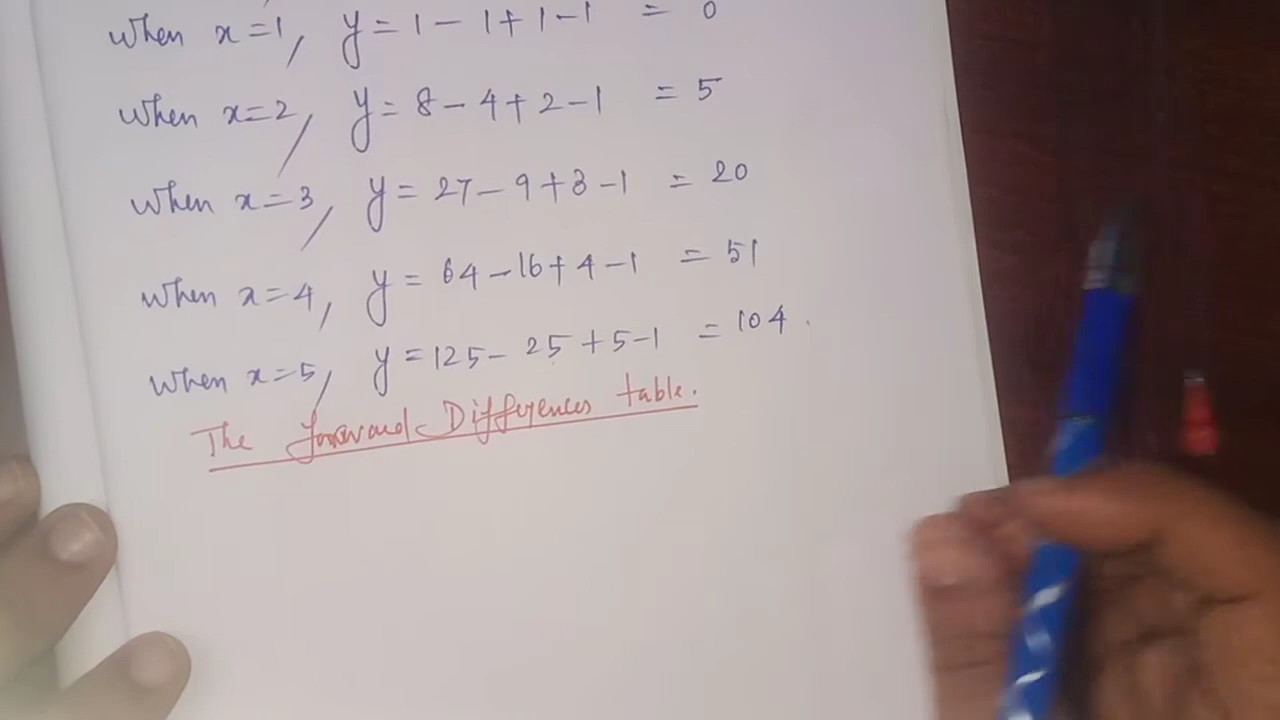 when x=1, y = 1 - 1 + 1 - 1 = 0
when x=2, y = 8 - 4 + 2 - 1 = 5
when x=3, y = 27 - 9 + 3 - 1 = 20
when x=4, y = 64 - 16 + 4 - 1 = 51
when x=5, y = 125 - 25 + 5 - 1 = 104.
The forward Differences table.